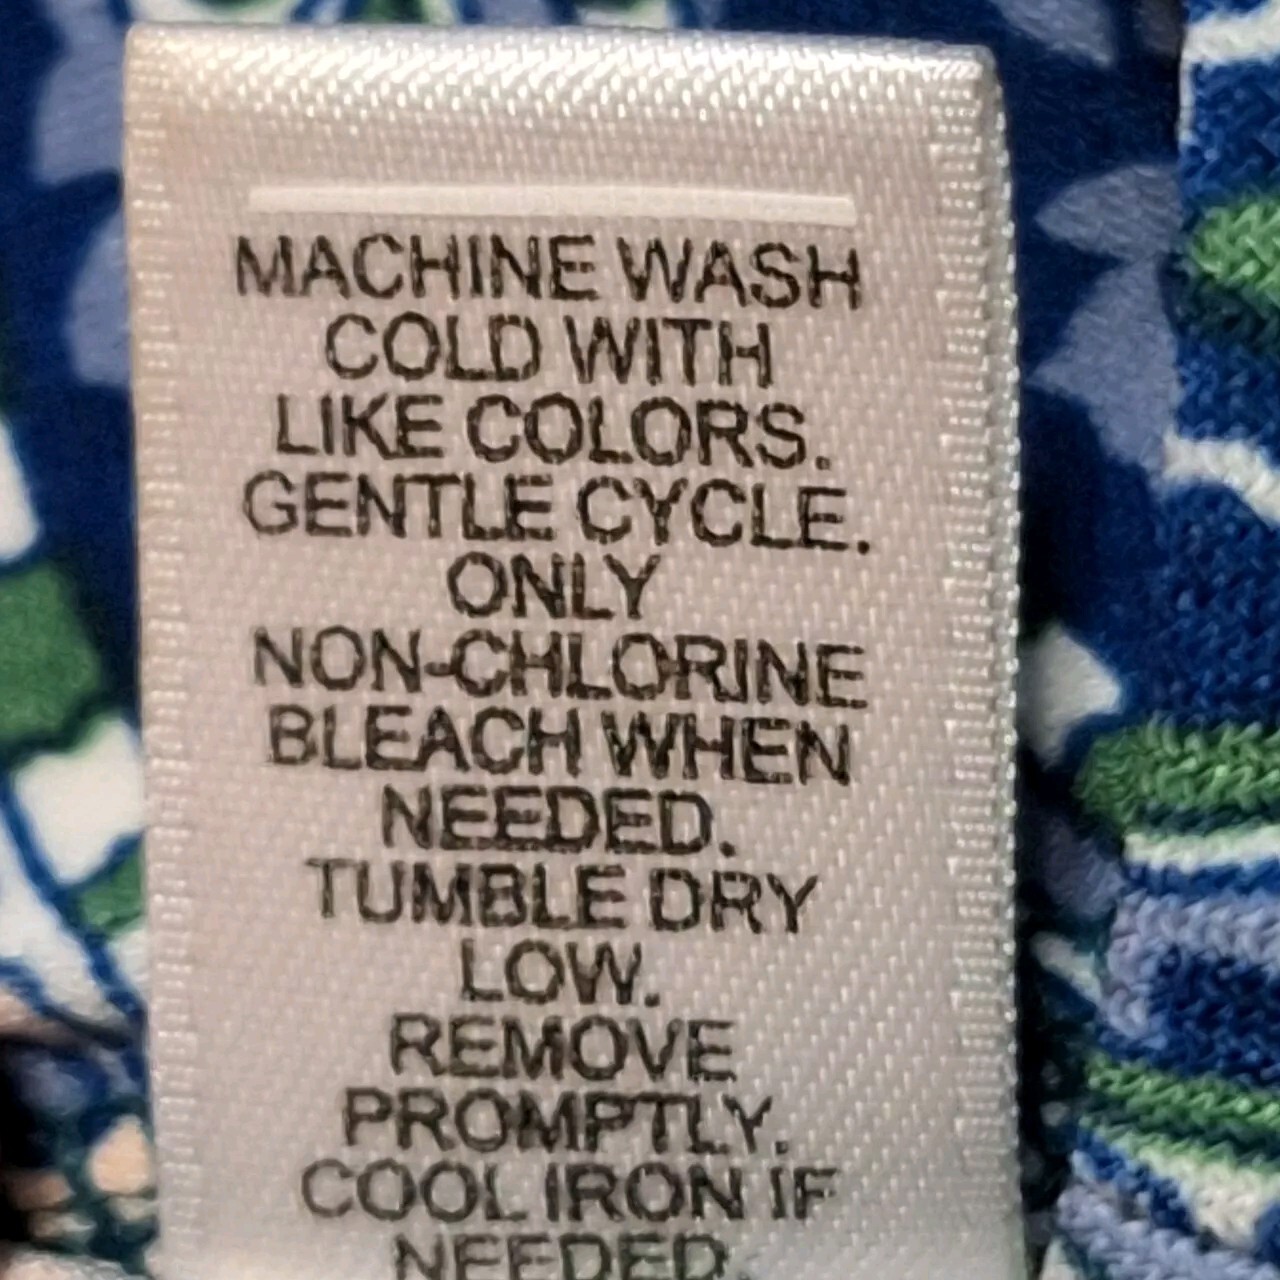 MACHINE WASH
COLD WITH
LIKE COLORS.
GENTLE CYCLE.
ONLY
NON-CHLORINE
BLEACH WHEN
NEEDED.
TUMBLE DRY
LOW.
REMOVE
PROMPTLY.
COOL IRON IF
NEEDED.